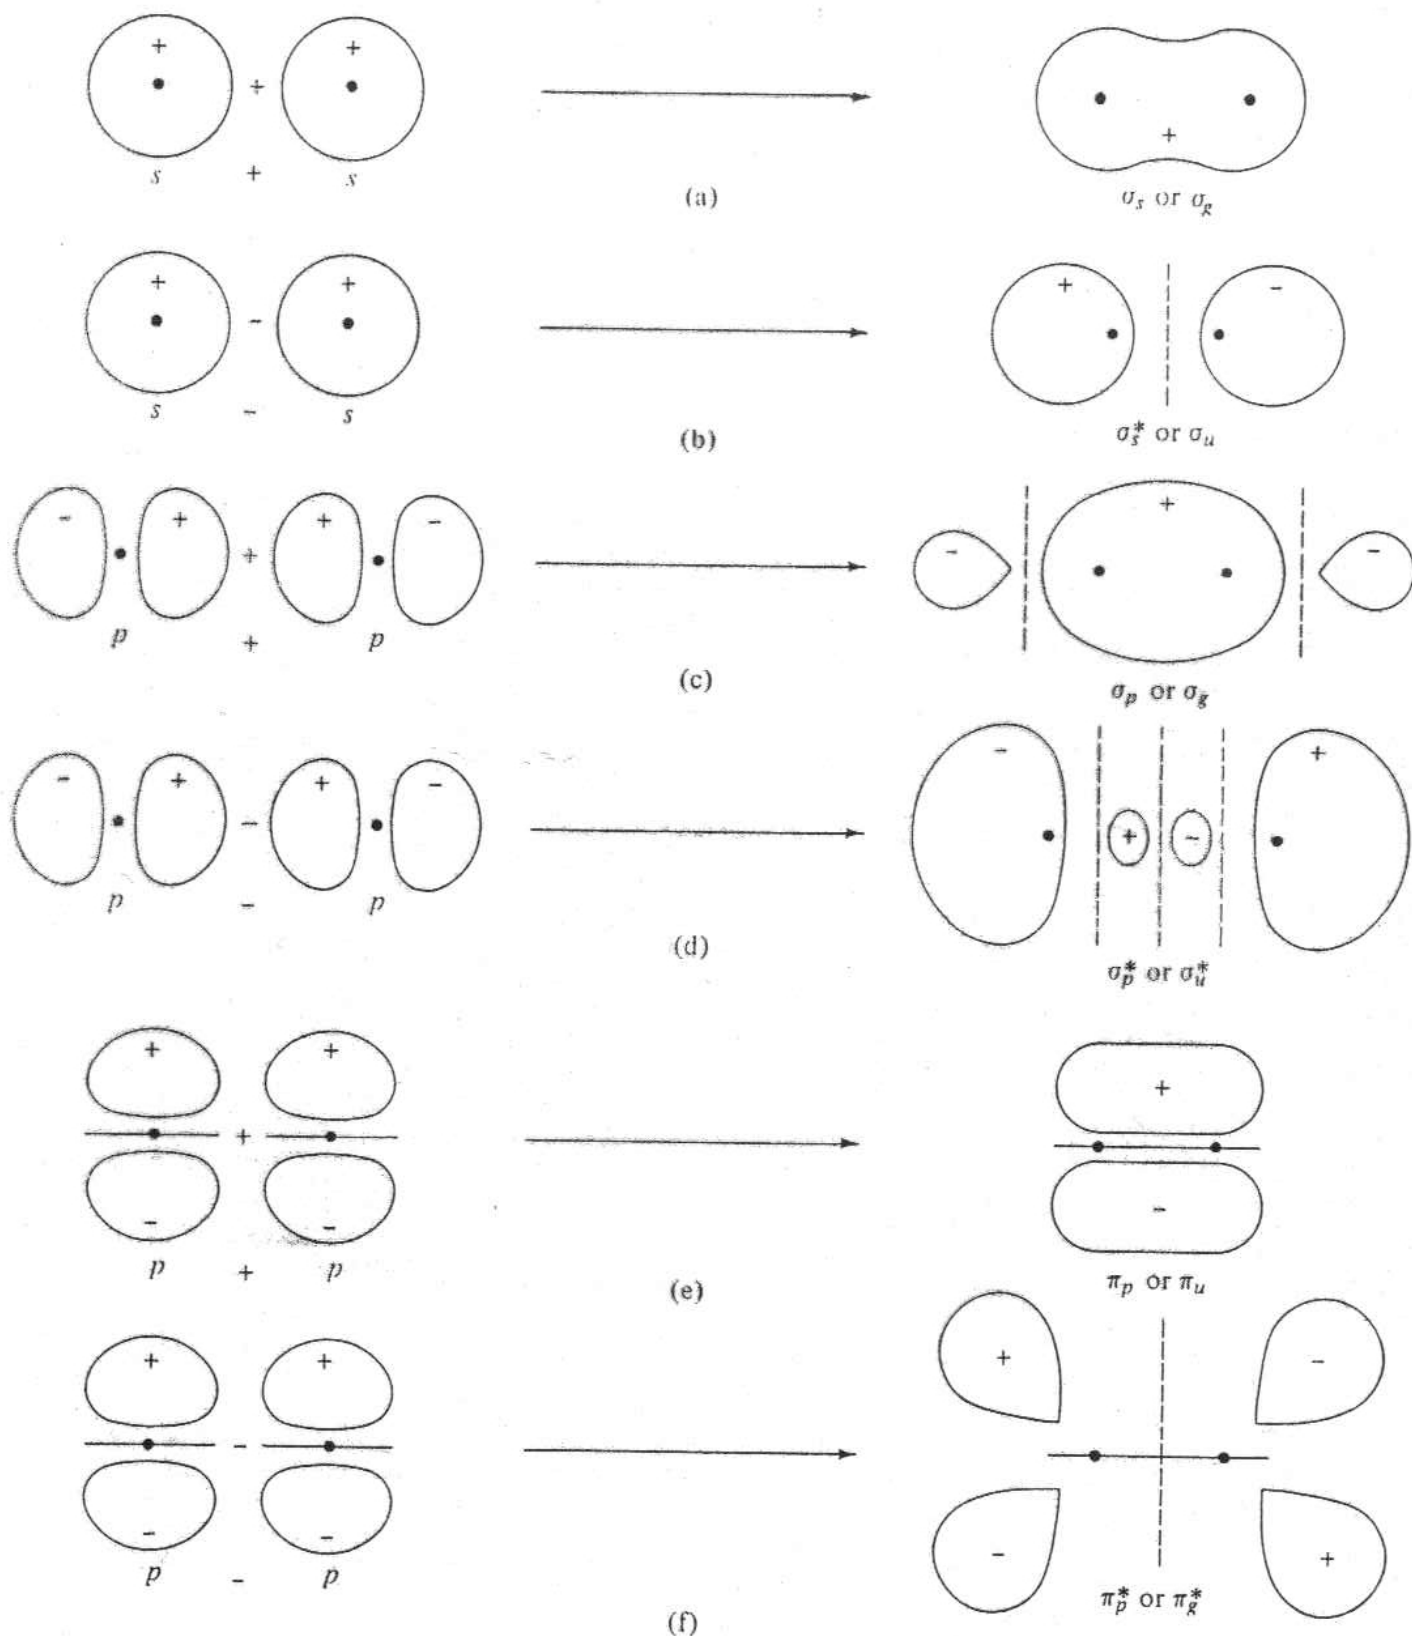 + + +
s + s
(a)
+
σₛ or σg
+ - +
s - s
(b)
+ -
σₛ* or σᵤ
- + + + -
p + p
(c)
- + -
σₚ or σg
- + - + -
p - p
(d)
- + - +
σₚ* or σᵤ*
+ +
+
- -
p + p
(e)
+
-
πₚ or πᵤ
+ +
-
- -
p - p
(f)
+ -
- +
πₚ* or πg*